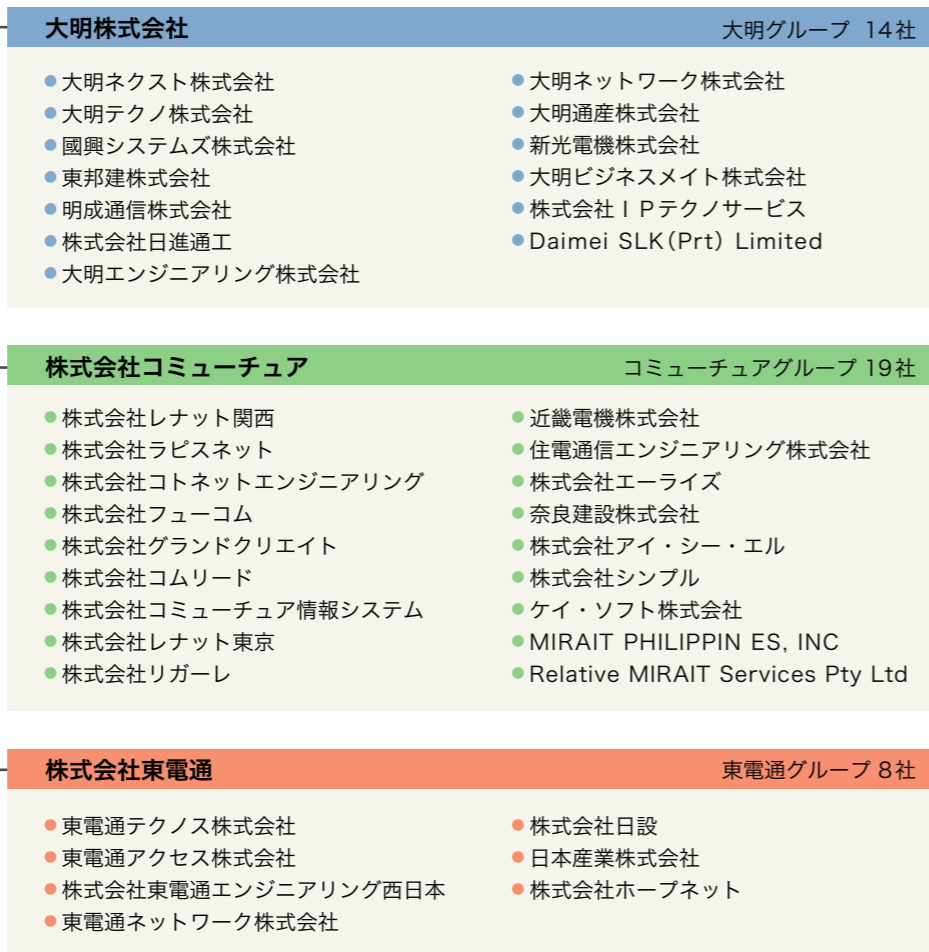 大明株式会社 大明グループ 14社
●大明ネクスト株式会社
●大明テクノ株式会社
●國興システムズ株式会社
●東邦建株式会社
●明成通信株式会社
●株式会社日進通工
●大明エンジニアリング株式会社
●大明ネットワーク株式会社
●大明通産株式会社
●新光電機株式会社
●大明ビジネスメイト株式会社
●株式会社ＩＰテクノサービス
●Daimei SLK(Prt) Limited
株式会社コミューチュア コミューチュアグループ 19社
●株式会社レナット関西
●株式会社ラピスネット
●株式会社コトネットエンジニアリング
●株式会社フューコム
●株式会社グランドクリエイト
●株式会社コムリード
●株式会社コミューチュア情報システム
●株式会社レナット東京
●株式会社リガーレ
●近畿電機株式会社
●住電通信エンジニアリング株式会社
●株式会社エーライズ
●奈良建設株式会社
●株式会社アイ・シー・エル
●株式会社シンプル
●ケイ・ソフト株式会社
●MIRAIT PHILIPPIN ES, INC
●Relative MIRAIT Services Pty Ltd
株式会社東電通 東電通グループ 8社
●東電通テクノス株式会社
●東電通アクセス株式会社
●株式会社東電通エンジニアリング西日本
●東電通ネットワーク株式会社
●株式会社日設
●日本産業株式会社
●株式会社ホープネット